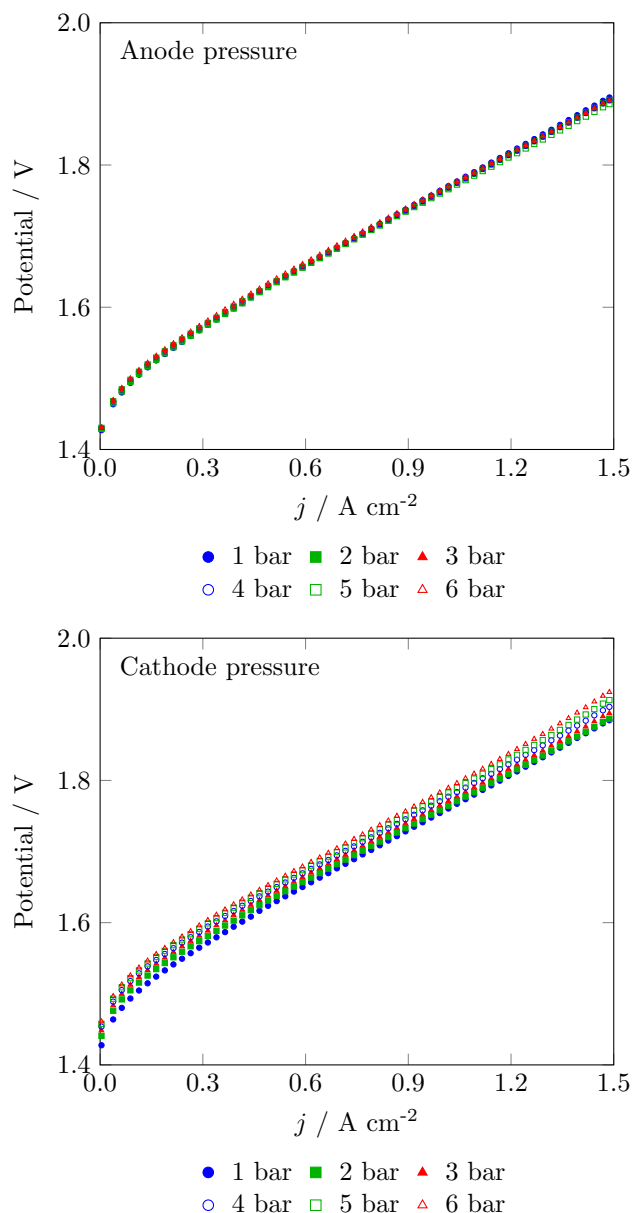 2.0
Anode pressure
1.8
Potential / V
1.6
1.4
0.0 0.3 0.6 0.9 1.2 1.5
j / A cm-2
1 bar 2 bar 3 bar
4 bar 5 bar 6 bar
2.0
Cathode pressure
1.8
Potential / V
1.6
1.4
0.0 0.3 0.6 0.9 1.2 1.5
j / A cm-2
1 bar 2 bar 3 bar
4 bar 5 bar 6 bar